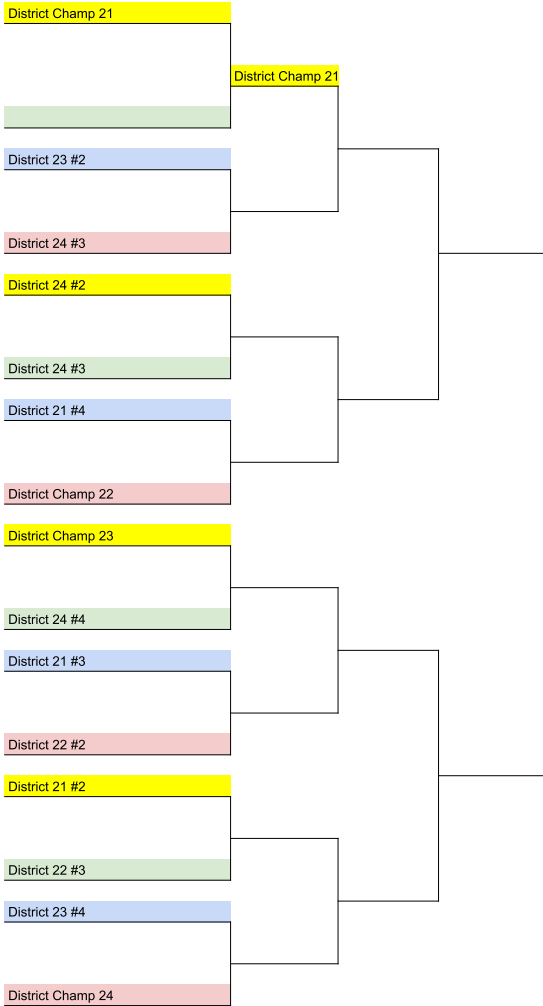 District Champ 21
District Champ 21
District 23 #2
District 24 #3
District 24 #2
District 24 #3
District 21 #4
District Champ 22
District Champ 23
District 24 #4
District 21 #3
District 22 #2
District 21 #2
District 22 #3
District 23 #4
District Champ 24